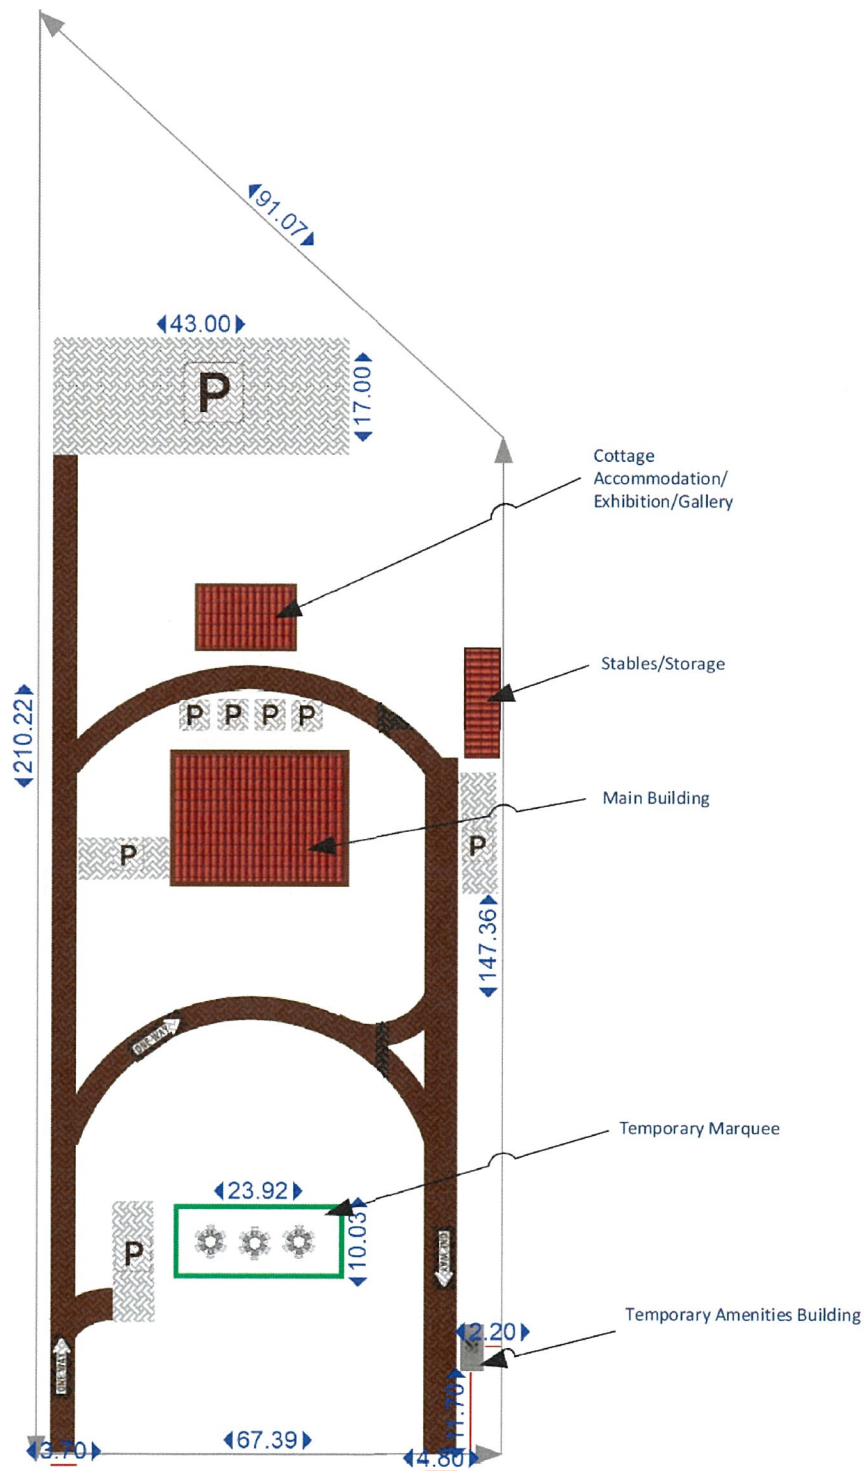 91.07
43.00
P
17.00
Cottage
Accommodation/
Exhibition/Gallery
Stables/Storage
210.22
P P P P
Main Building
P
P
147.36
ONE WAY
Temporary Marquee
23.92
10.03
P
ONE WAY
Temporary Amenities Building
2.20
ONE WAY
11.70
3.70
67.39
4.80